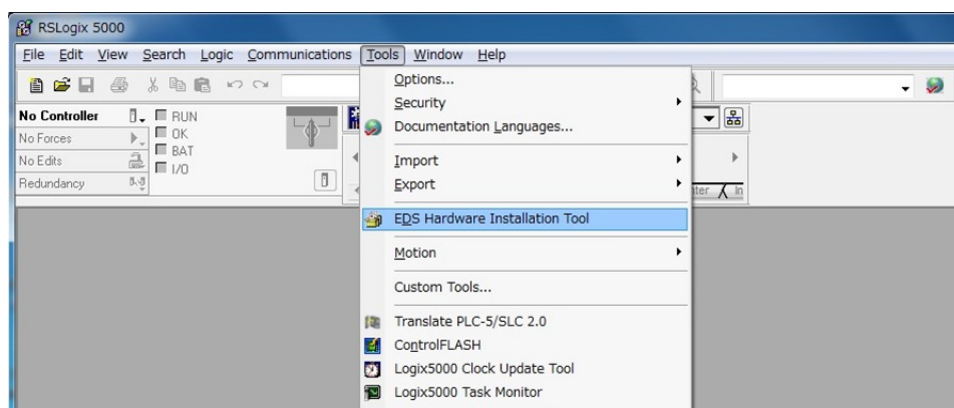 RSLogix 5000
File Edit View Search Logic Communications Tools Window Help
No Controller
RUN
No Forces
OK
No Edits
BAT
Redundancy
I/O
Options...
Security
Documentation Languages...
Import
Export
EDS Hardware Installation Tool
Motion
Custom Tools...
Translate PLC-5/SLC 2.0
ControlFLASH
Logix5000 Clock Update Tool
Logix5000 Task Monitor
In